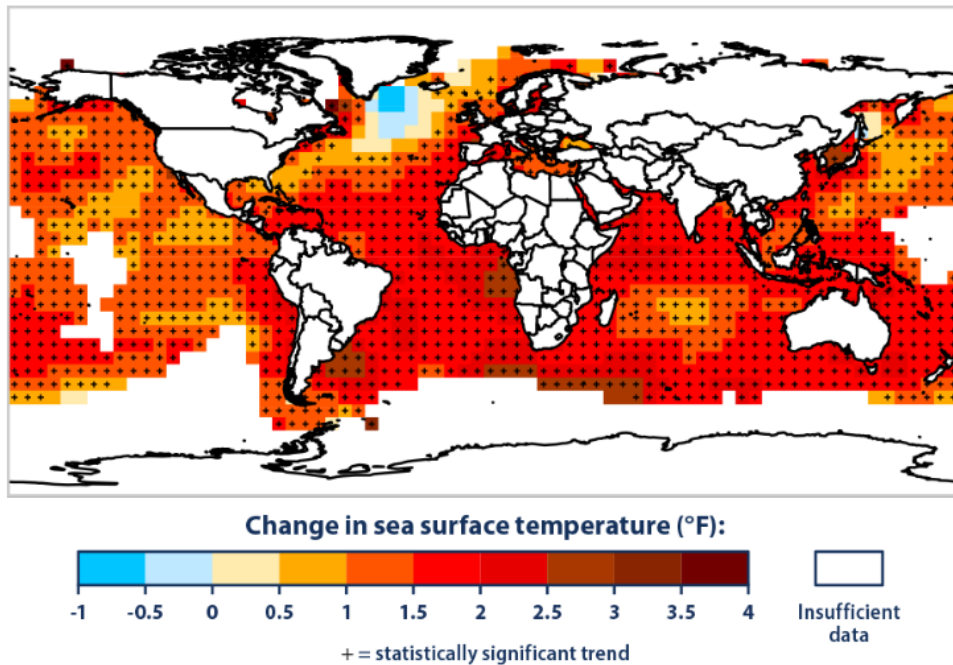 Change in sea surface temperature (°F):
-1 -0.5 0 0.5 1 1.5 2 2.5 3 3.5 4
Insufficient
data
+ = statistically significant trend